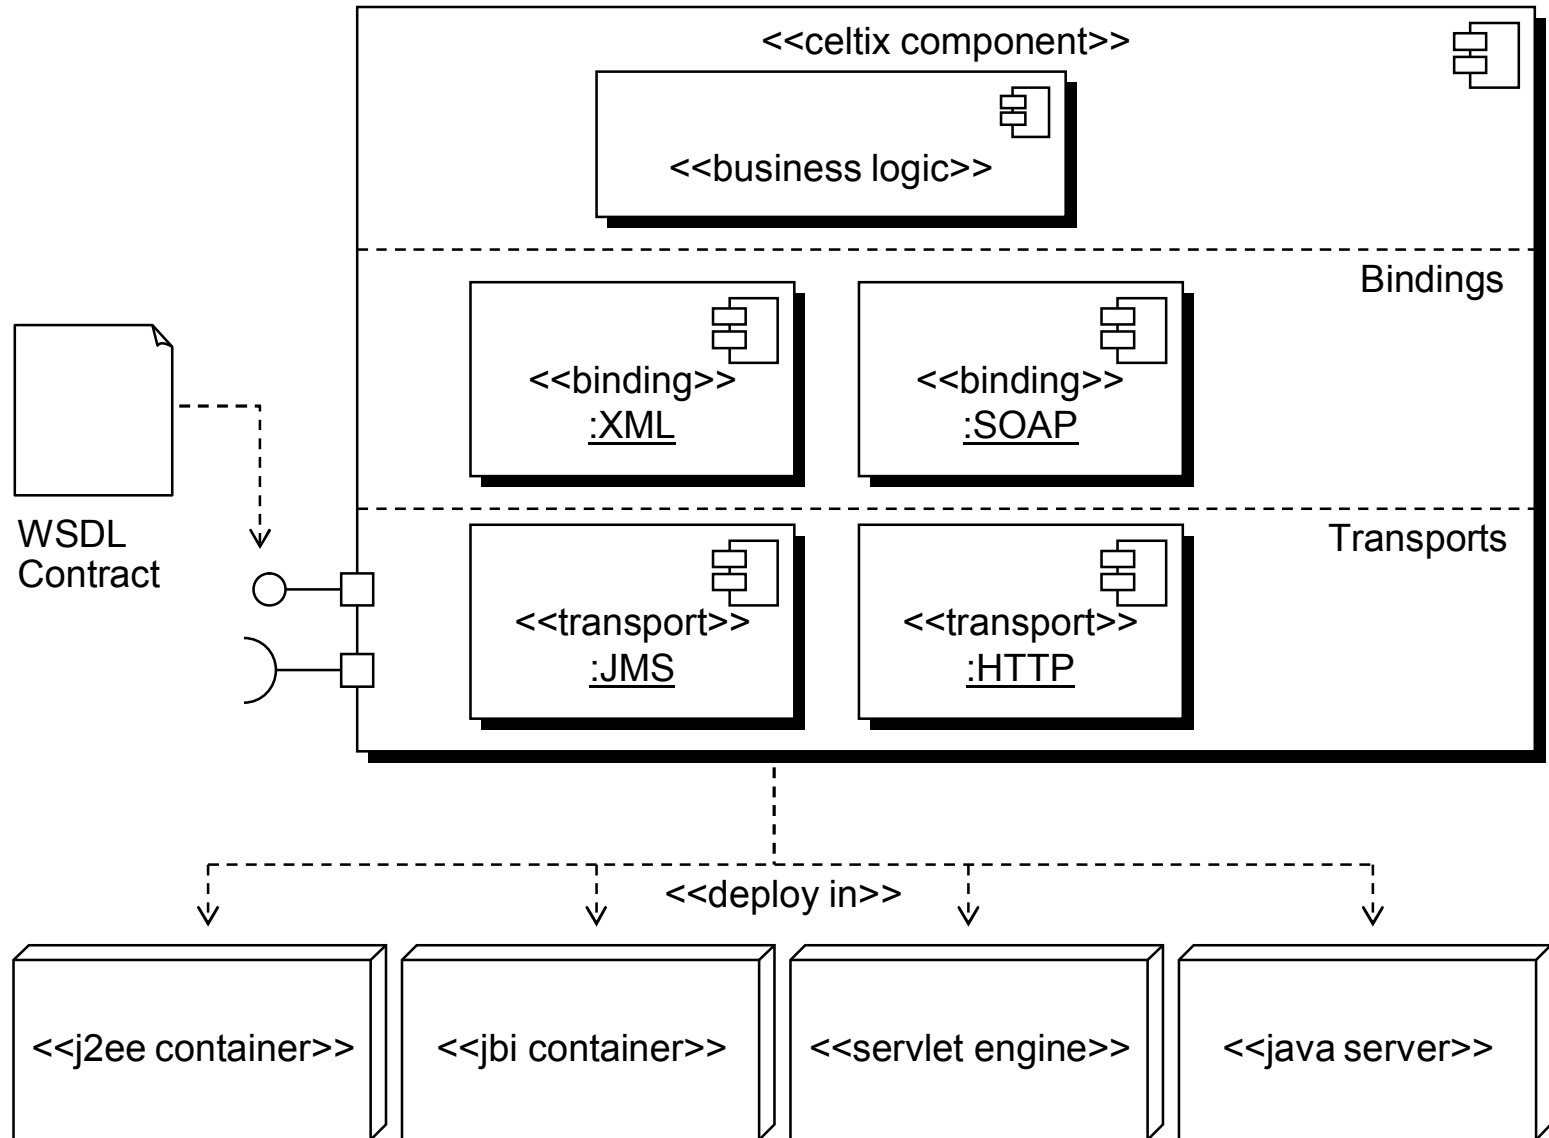 <<celtix component>>
<<business logic>>
Bindings
<<binding>>
:XML
<<binding>>
:SOAP
WSDL
Contract
Transports
<<transport>>
:JMS
<<transport>>
:HTTP
<<deploy in>>
<<j2ee container>>
<<jbi container>>
<<servlet engine>>
<<java server>>